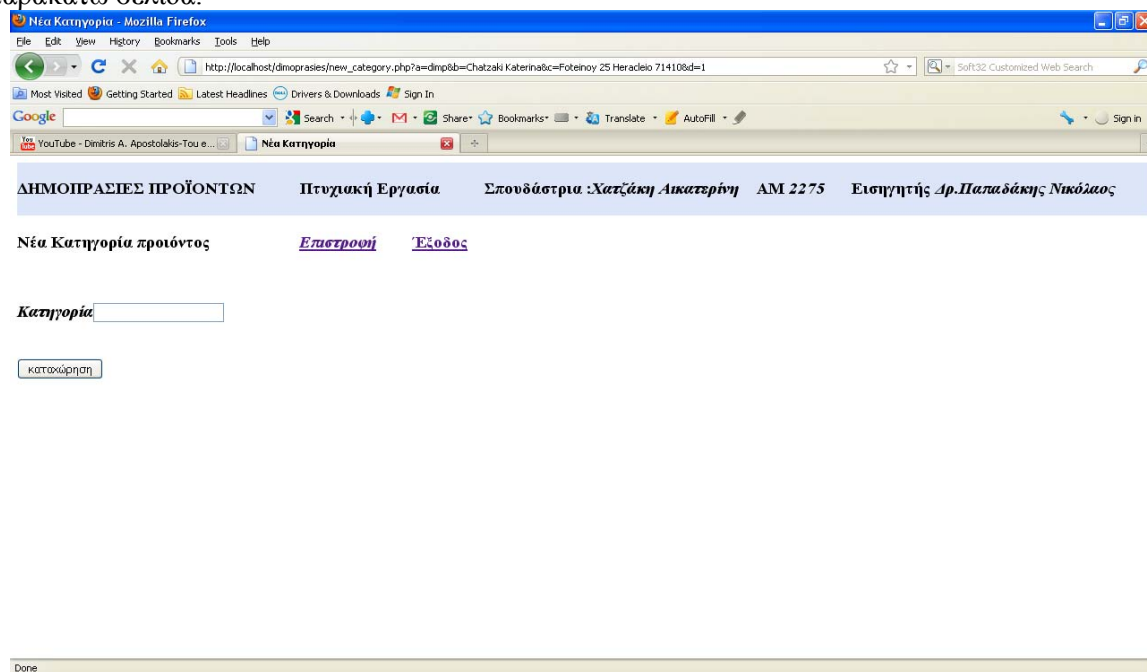 παρακάτω σελίδα.
Νέα Κατηγορία - Mozilla Firefox
File Edit View History Bookmarks Tools Help
http://localhost/dimoprasies/new_category.php?a=dimp&b=Chatzaki Katerina&c=Foteinoy 25 Heracleio 71410&d=1
Soft32 Customized Web Search
Most Visited Getting Started Latest Headlines Drivers & Downloads Sign In
Google Search Share Bookmarks Translate AutoFill Sign in
YouTube - Dimitris A. Apostolakis-Tou e... Νέα Κατηγορία
ΔΗΜΟΠΡΑΣΙΕΣ ΠΡΟΪΟΝΤΩΝ Πτυχιακή Εργασία Σπουδάστρια :Χατζάκη Αικατερίνη ΑΜ 2275 Εισηγητής Δρ.Παπαδάκης Νικόλαος
Νέα Κατηγορία προιόντος Επιστροφή Έξοδος
Κατηγορία
καταχώρηση
Done